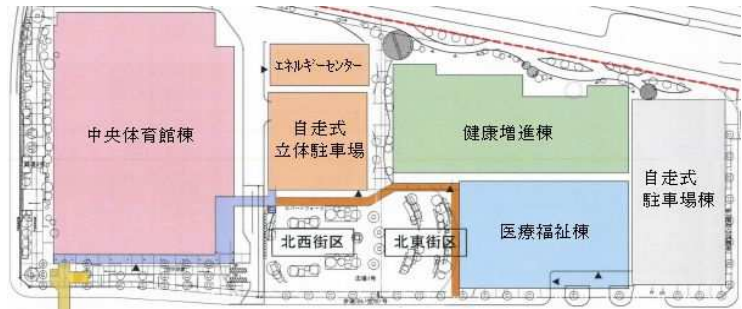 エネルギーセンター
中央体育館棟
自走式
立体駐車場
健康増進棟
自走式
駐車場棟
医療福祉棟
北西街区
北東街区